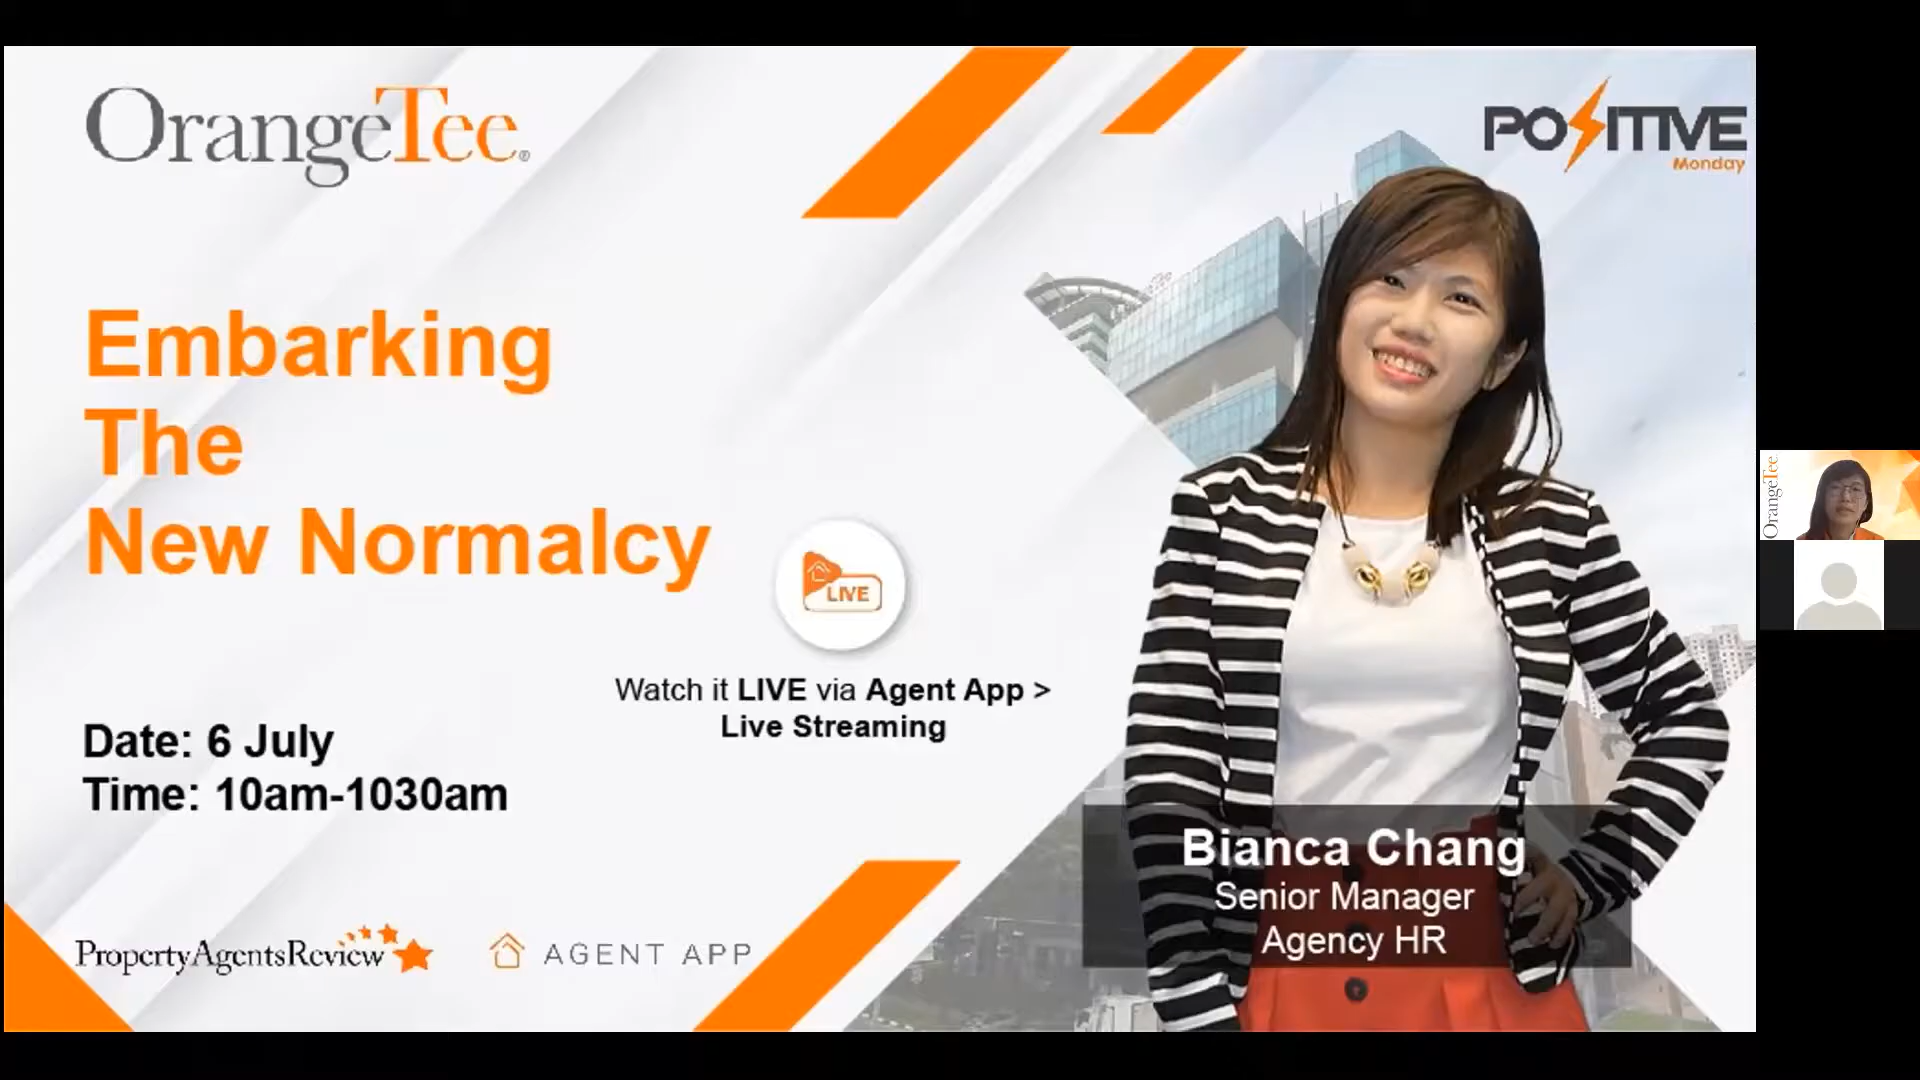 OrangeTee®
POSITIVE
Monday
Embarking
The
New Normalcy
LIVE
Watch it LIVE via Agent App >
Live Streaming
Date: 6 July
Time: 10am-1030am
Bianca Chang
Senior Manager
Agency HR
PropertyAgentsReview
AGENT APP
OrangeTee